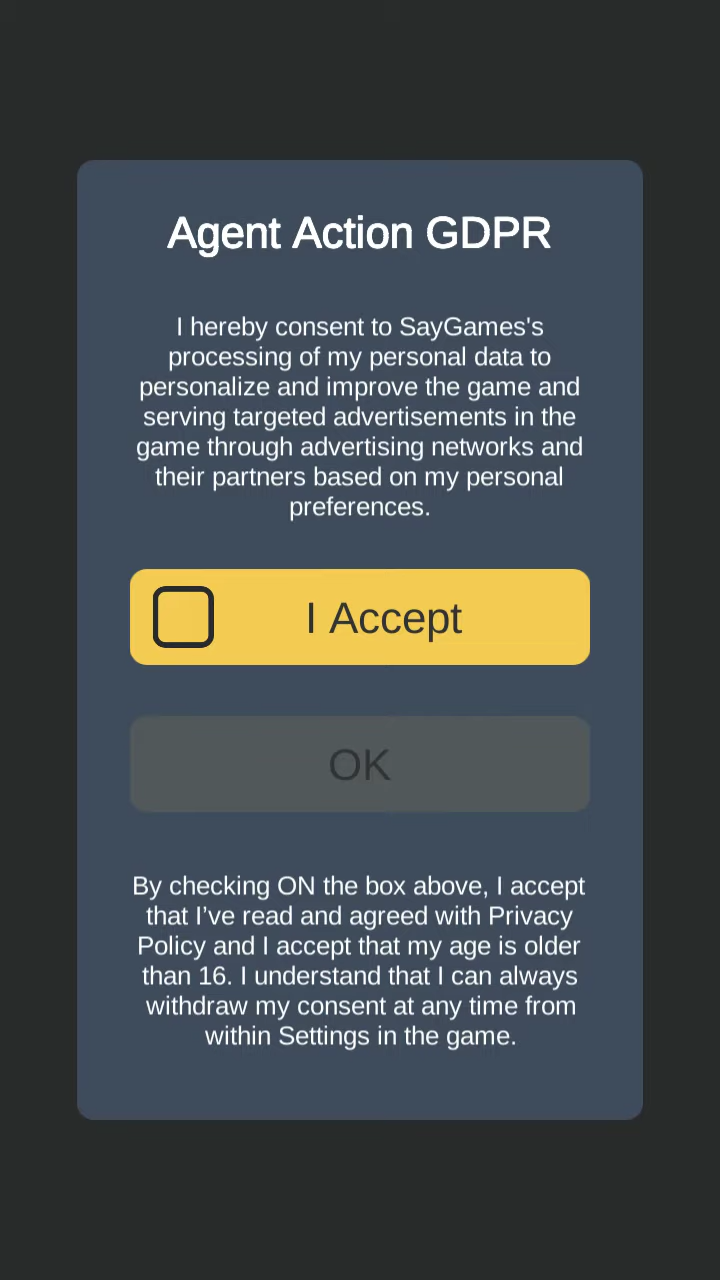 Agent Action GDPR
I hereby consent to SayGames's
processing of my personal data to
personalize and improve the game and
serving targeted advertisements in the
game through advertising networks and
their partners based on my personal
preferences.
I Accept
OK
By checking ON the box above, I accept
that I’ve read and agreed with Privacy
Policy and I accept that my age is older
than 16. I understand that I can always
withdraw my consent at any time from
within Settings in the game.